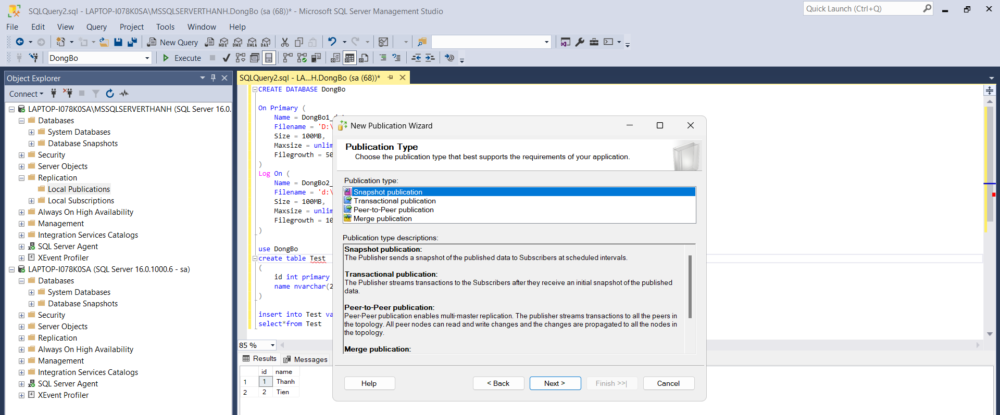 SQLQuery2.sql - LAPTOP-I078K0SA\MSSQLSERVERTHANH.DongBo (sa (68))* - Microsoft SQL Server Management Studio
Quick Launch (Ctrl+Q)
File Edit View Query Project Tools Window Help
New Query MDX DMX XMLA DAX
DongBo Execute
Object Explorer
Connect
LAPTOP-I078K0SA\MSSQLSERVERTHANH (SQL Server 16.0.
Databases
System Databases
Database Snapshots
Security
Server Objects
Replication
Local Publications
Local Subscriptions
Always On High Availability
Management
Integration Services Catalogs
SQL Server Agent
XEvent Profiler
LAPTOP-I078K0SA (SQL Server 16.0.1000.6 - sa)
Databases
System Databases
Database Snapshots
Security
Server Objects
Replication
Always On High Availability
Management
Integration Services Catalogs
SQL Server Agent
XEvent Profiler
SQLQuery2.sql - LA...H.DongBo (sa (68))*
CREATE DATABASE DongBo
On Primary (
Name = DongBo1_
Filename = 'D:\
Size = 100MB,
Maxsize = unlim
Filegrowth = 50
)
Log On (
Name = DongBo2_
Filename = 'd:\
Size = 100MB,
Maxsize = unlim
Filegrowth = 10
)
use DongBo
create table Test
(
id int primary
name nvarchar(2
)
insert into Test va
select*from Test
85 %
Results Messages
id name
1 1 Thanh
2 2 Tien
New Publication Wizard
Publication Type
Choose the publication type that best supports the requirements of your application.
Publication type:
Snapshot publication
Transactional publication
Peer-to-Peer publication
Merge publication
Publication type descriptions:
Snapshot publication:
The Publisher sends a snapshot of the published data to Subscribers at scheduled intervals.
Transactional publication:
The Publisher streams transactions to the Subscribers after they receive an initial snapshot of the published
data.
Peer-to-Peer publication:
Peer-Peer publication enables multi-master replication. The publisher streams transactions to all the peers in
the topology. All peer nodes can read and write changes and the changes are propagated to all the nodes in
the topology.
Merge publication:
Help < Back Next > Finish >>| Cancel